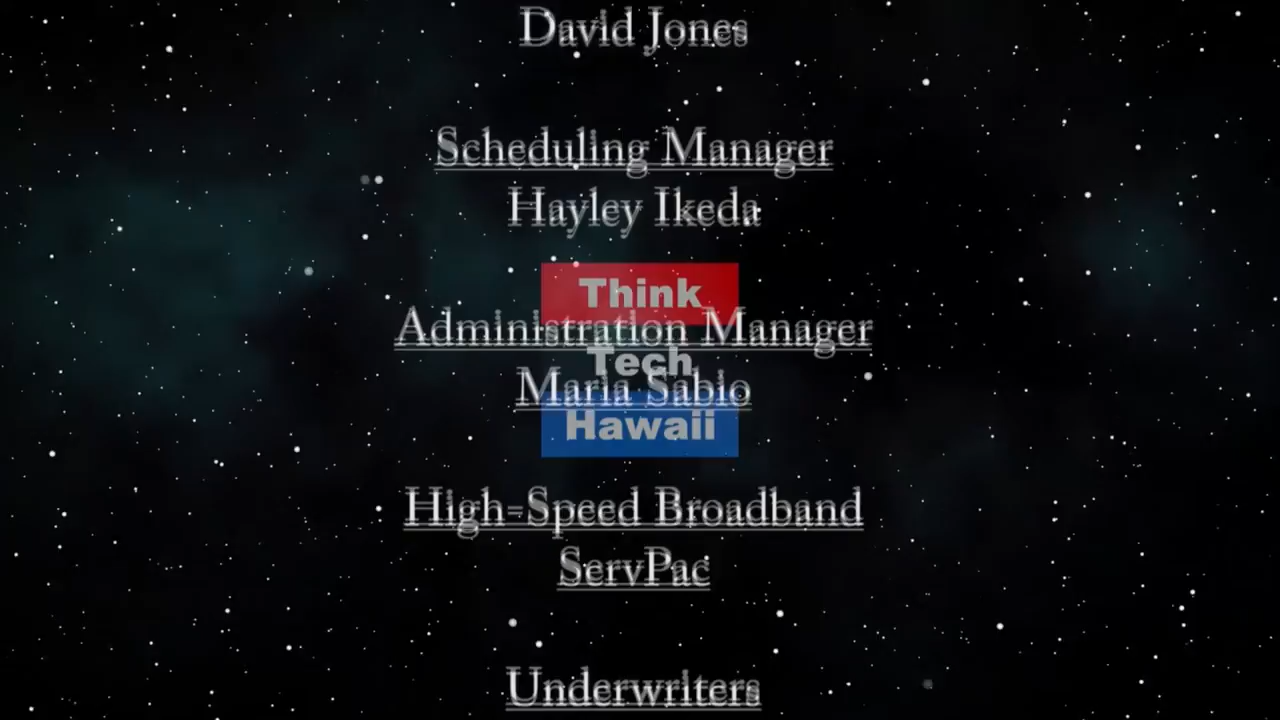 David Jones
Scheduling Manager
Hayley Ikeda
Think
Administration Manager
Tech
Maria Sabio
Hawaii
High-Speed Broadband
ServPac
Underwriters